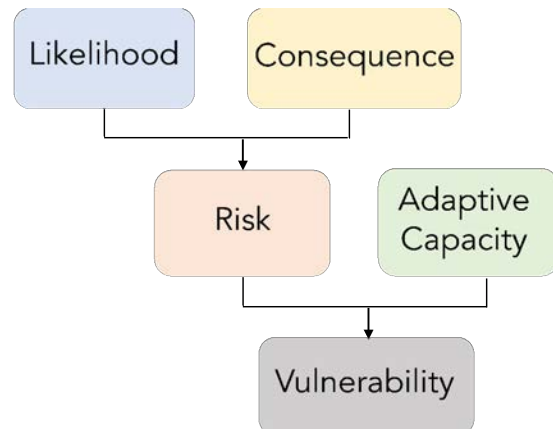 Likelihood
Consequence
Risk
Adaptive
Capacity
Vulnerability